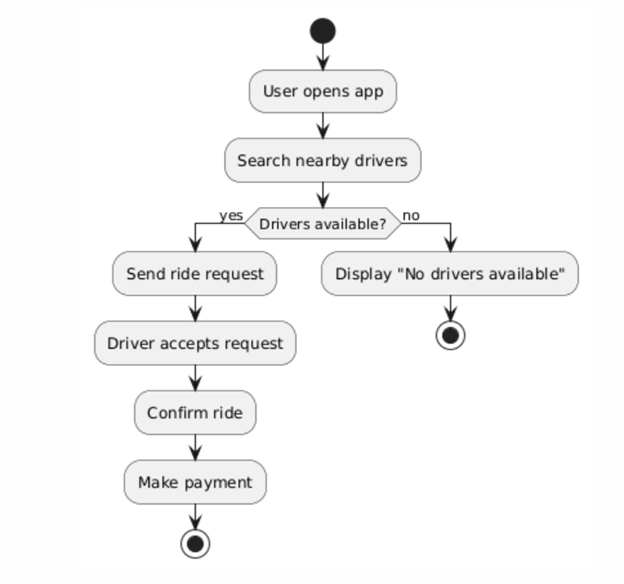 User opens app
Search nearby drivers
yes
Drivers available?
no
Send ride request
Display "No drivers available"
Driver accepts request
Confirm ride
Make payment